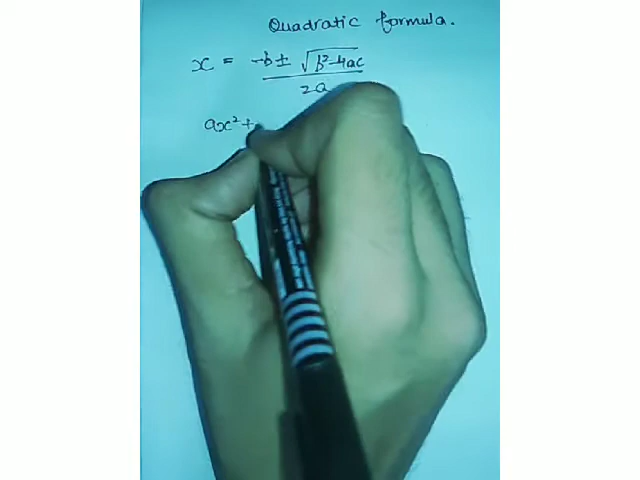 Quadratic formula.
x = -b ± √b²-4ac / 2a
ax² +